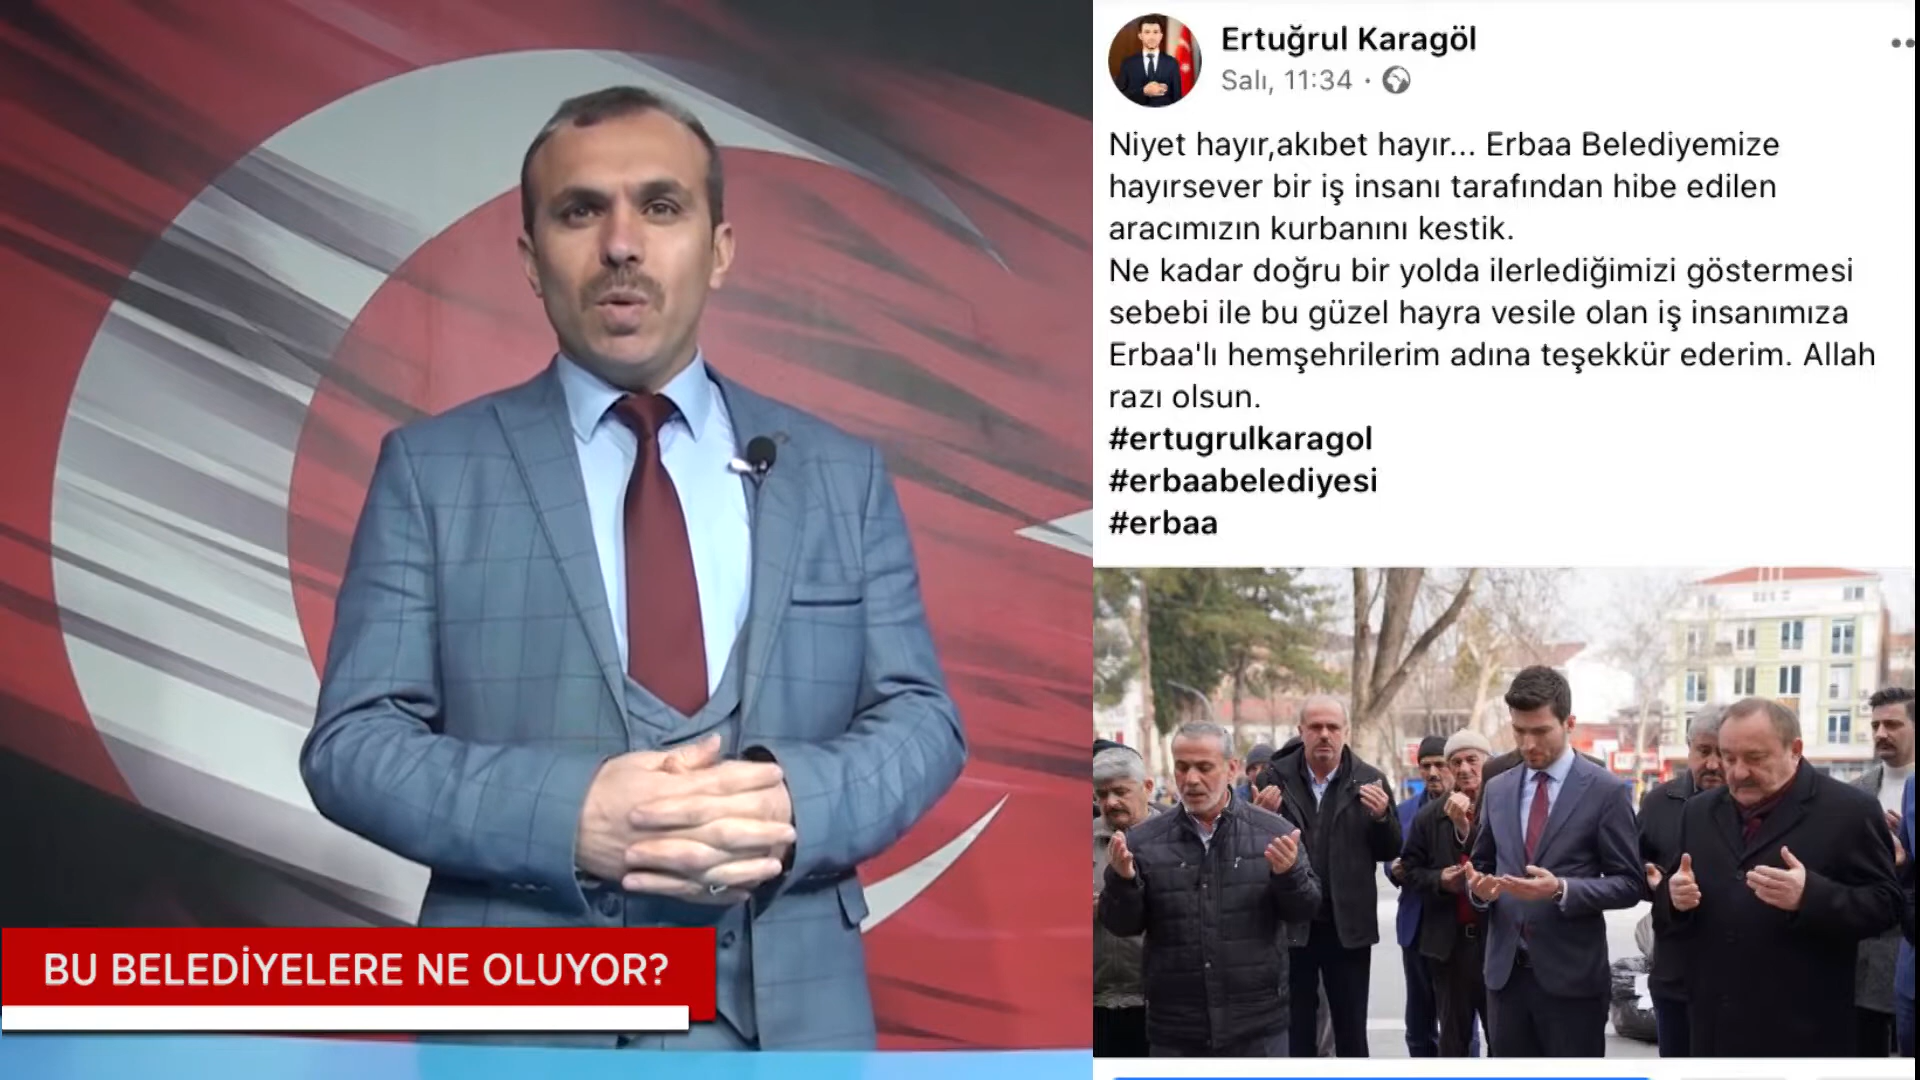 BU BELEDİYELERE NE OLUYOR?
Ertuğrul Karagöl
Salı, 11:34 ·
Niyet hayır,akıbet hayır... Erbaa Belediyemize
hayırsever bir iş insanı tarafından hibe edilen
aracımızın kurbanını kestik.
Ne kadar doğru bir yolda ilerlediğimizi göstermesi
sebebi ile bu güzel hayra vesile olan iş insanımıza
Erbaa'lı hemşehrilerim adına teşekkür ederim. Allah
razı olsun.
#ertugrulkaragol
#erbaabelediyesi
#erbaa